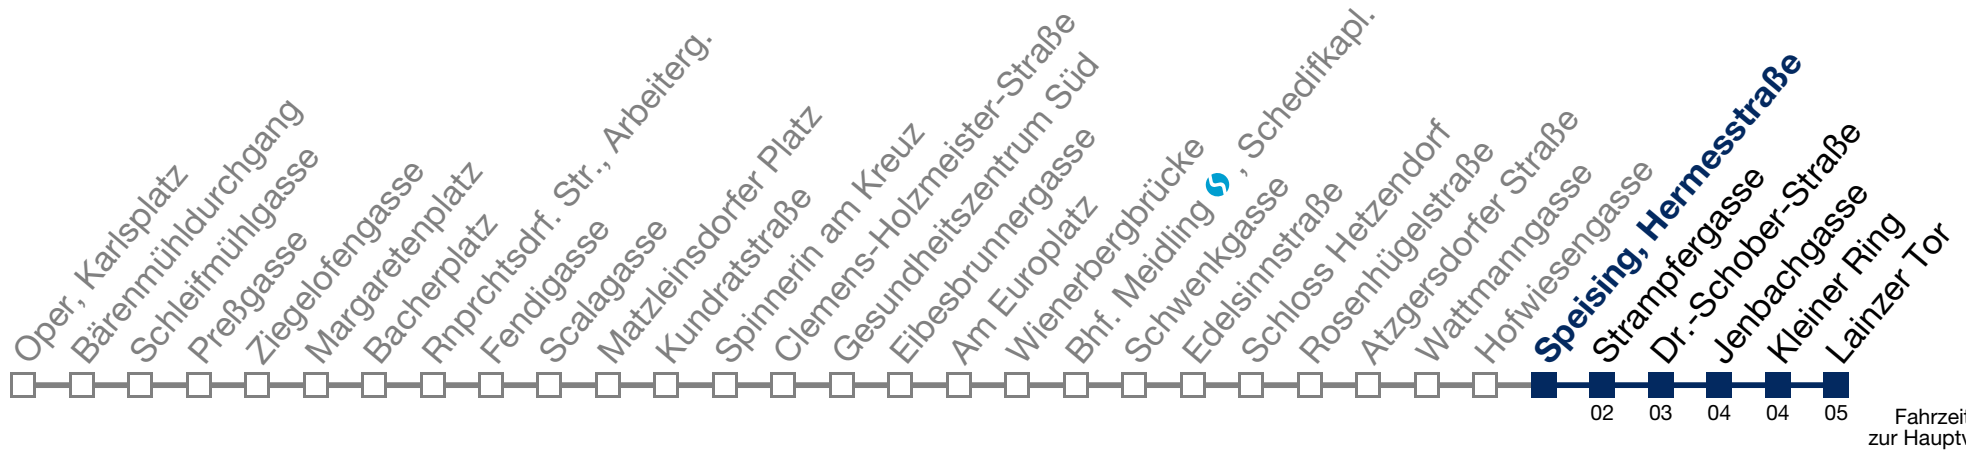 Oper, Karlsplatz
Bärenmühldurchgang
Schleifmühlgasse
Preßgasse
Ziegelofengasse
Margaretenplatz
Bacherplatz
Rnprchtsdrf. Str., Arbeiterg.
Fendigasse
Scalagasse
Matzleinsdorfer Platz
Kundratstraße
Spinnerin am Kreuz
Clemens-Holzmeister-Straße
Gesundheitszentrum Süd
Eibesbrunnergasse
Am Europlatz
Wienerbergbrücke
Bhf. Meidling , Schedifkapl.
Schwenkgasse
Edelsinnstraße
Schloss Hetzendorf
Rosenhügelstraße
Atzgersdorfer Straße
Wattmanngasse
Hofwiesengasse
Speising, Hermesstraße
Strampfergasse
Dr.-Schober-Straße
Jenbachgasse
Kleiner Ring
Lainzer Tor
02 03 04 04 05
Fahrzeit
zur Hauptv